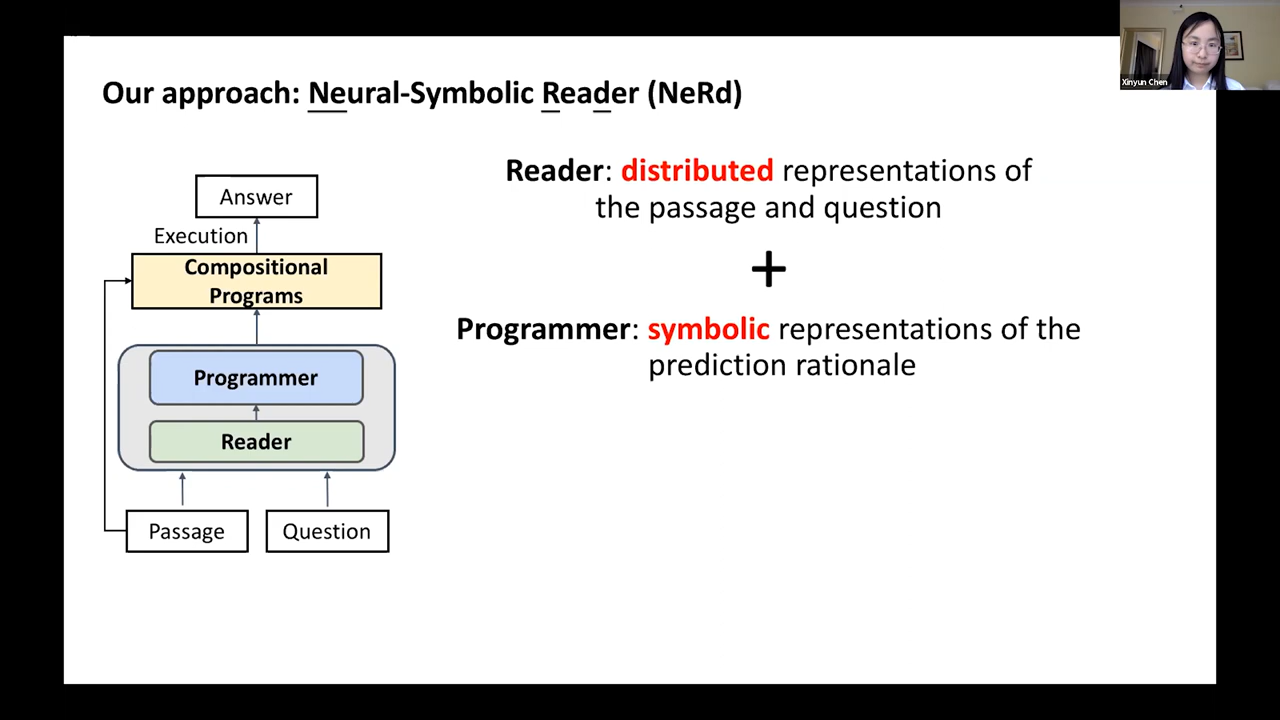 Our approach: Neural-Symbolic Reader (NeRd)
Xinyun Chen
Answer
Execution
Compositional
Programs
Programmer
Reader
Passage
Question
Reader: distributed representations of
the passage and question
+
Programmer: symbolic representations of the
prediction rationale